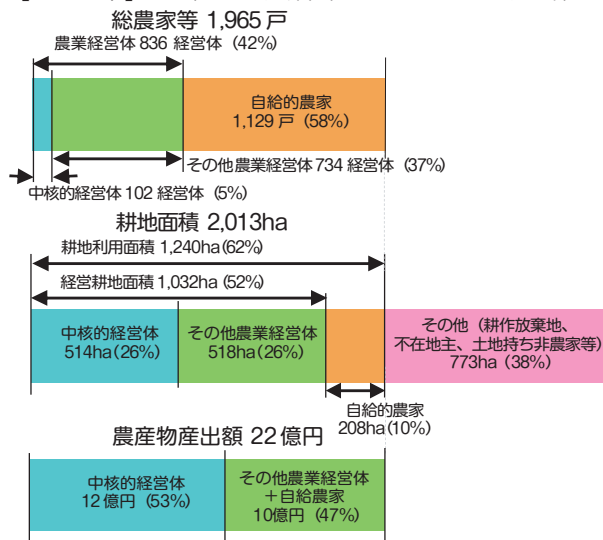 総農家等 1,965 戸
農業経営体 836 経営体 (42%)
自給的農家
1,129 戸 (58%)
その他農業経営体 734 経営体 (37%)
中核的経営体 102 経営体 (5%)
耕地面積 2,013ha
耕地利用面積 1,240ha(62%)
経営耕地面積 1,032ha (52%)
中核的経営体
514ha(26%)
その他農業経営体
518ha(26%)
その他（耕作放棄地、
不在地主、土地持ち非農家等）
773ha (38%)
自給的農家
208ha(10%)
農産物産出額 22 億円
中核的経営体
12 億円 (53%)
その他農業経営体
＋自給農家
10億円 (47%)